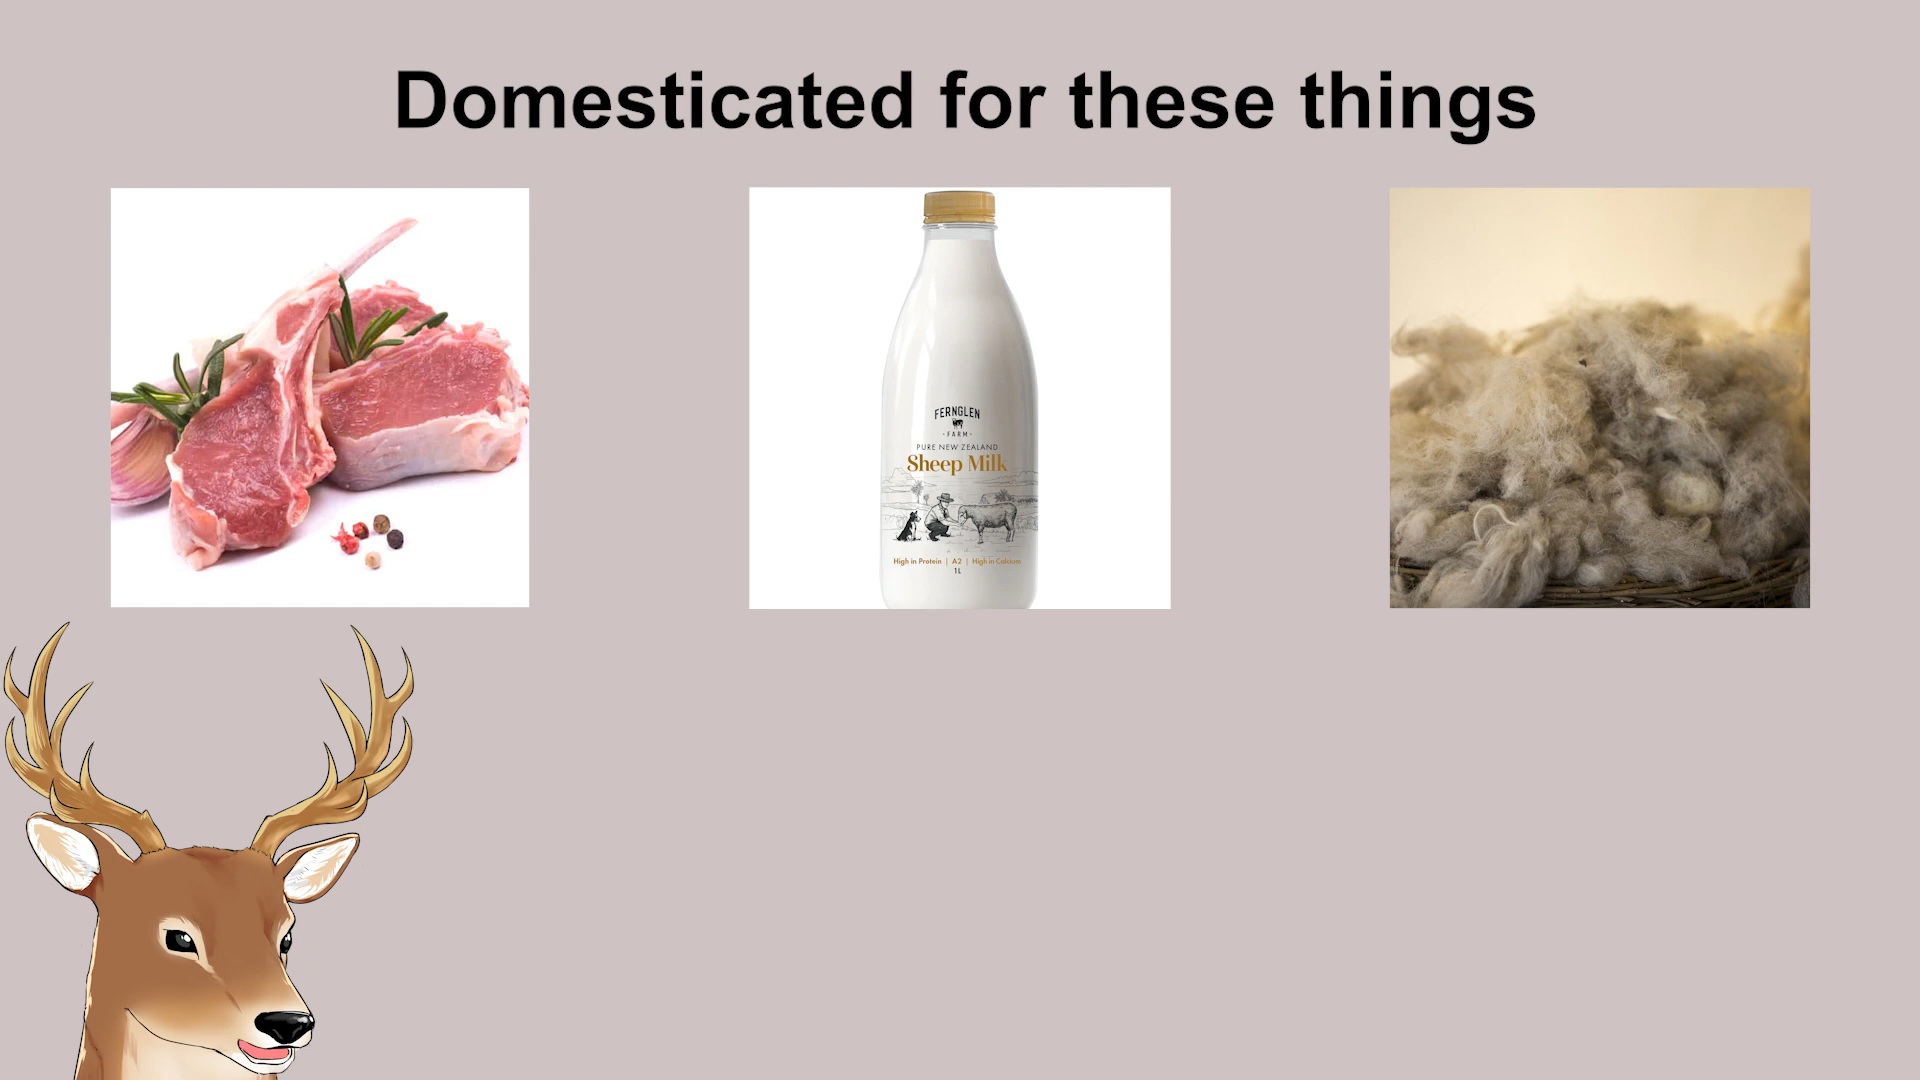 Domesticated for these things
FERNGLEN
- FARM -
PURE NEW ZEALAND
Sheep Milk
High in Protein | A2 | High in Calcium
1L